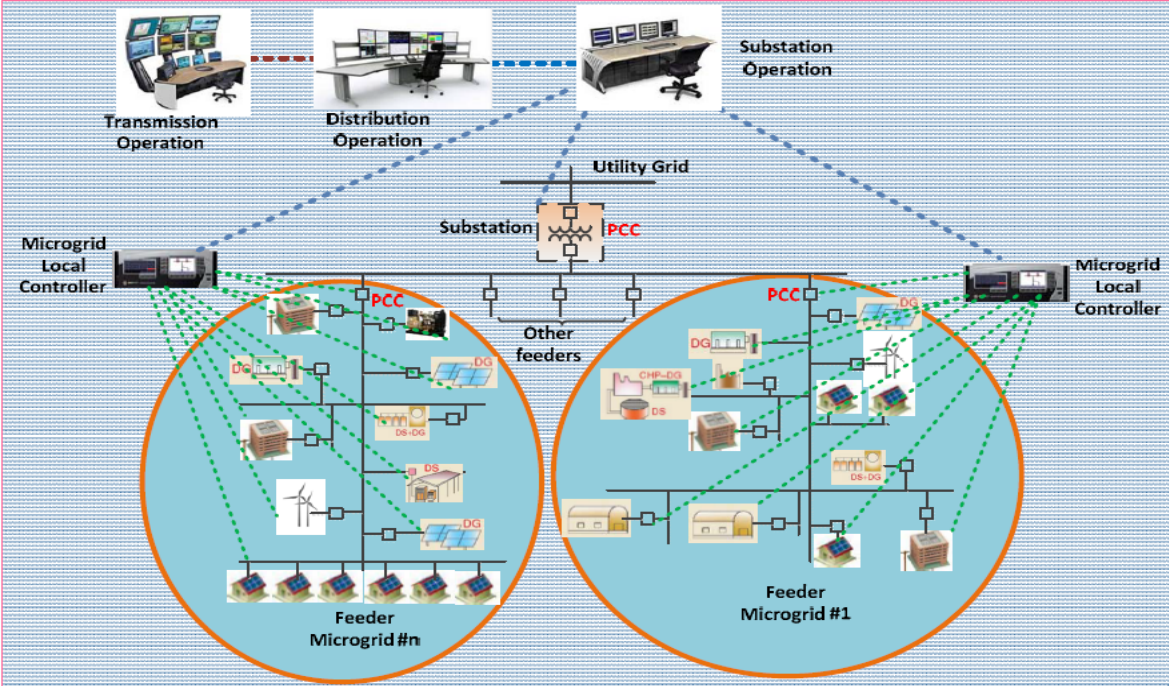 Substation
Operation
Transmission
Operation
Distribution
Operation
Utility Grid
Substation
PCC
Microgrid
Local
Controller
Microgrid
Local
Controller
PCC
Other
feeders
PCC
DG
DG
DG
DG
CHP-DG
DS
DS+DG
DS
DS+DG
DG
Feeder
Microgrid #n
Feeder
Microgrid #1